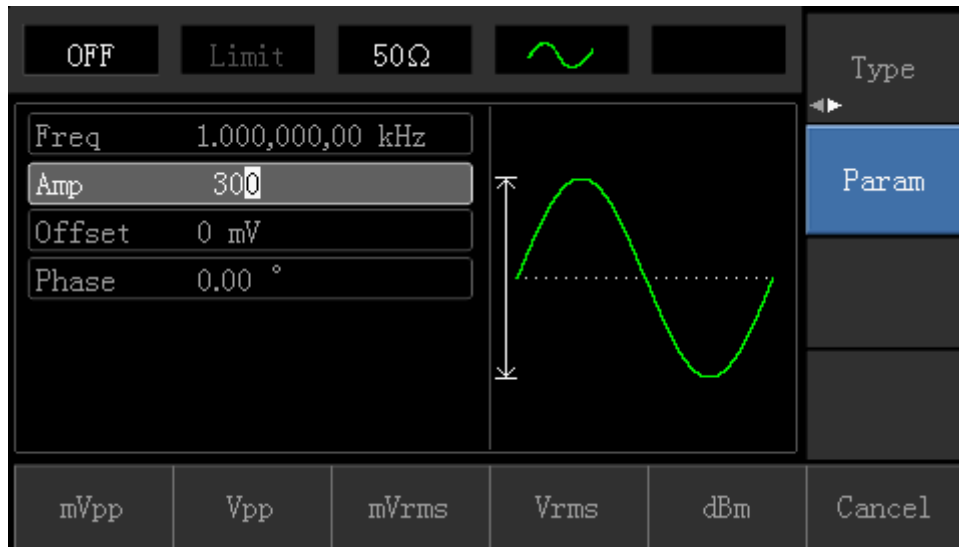 OFF Limit 50Ω
Type
Freq 1.000,000,00 kHz
Param
Amp 300
Offset 0 mV
Phase 0.00 °
mVpp Vpp mVrms Vrms dBm Cancel